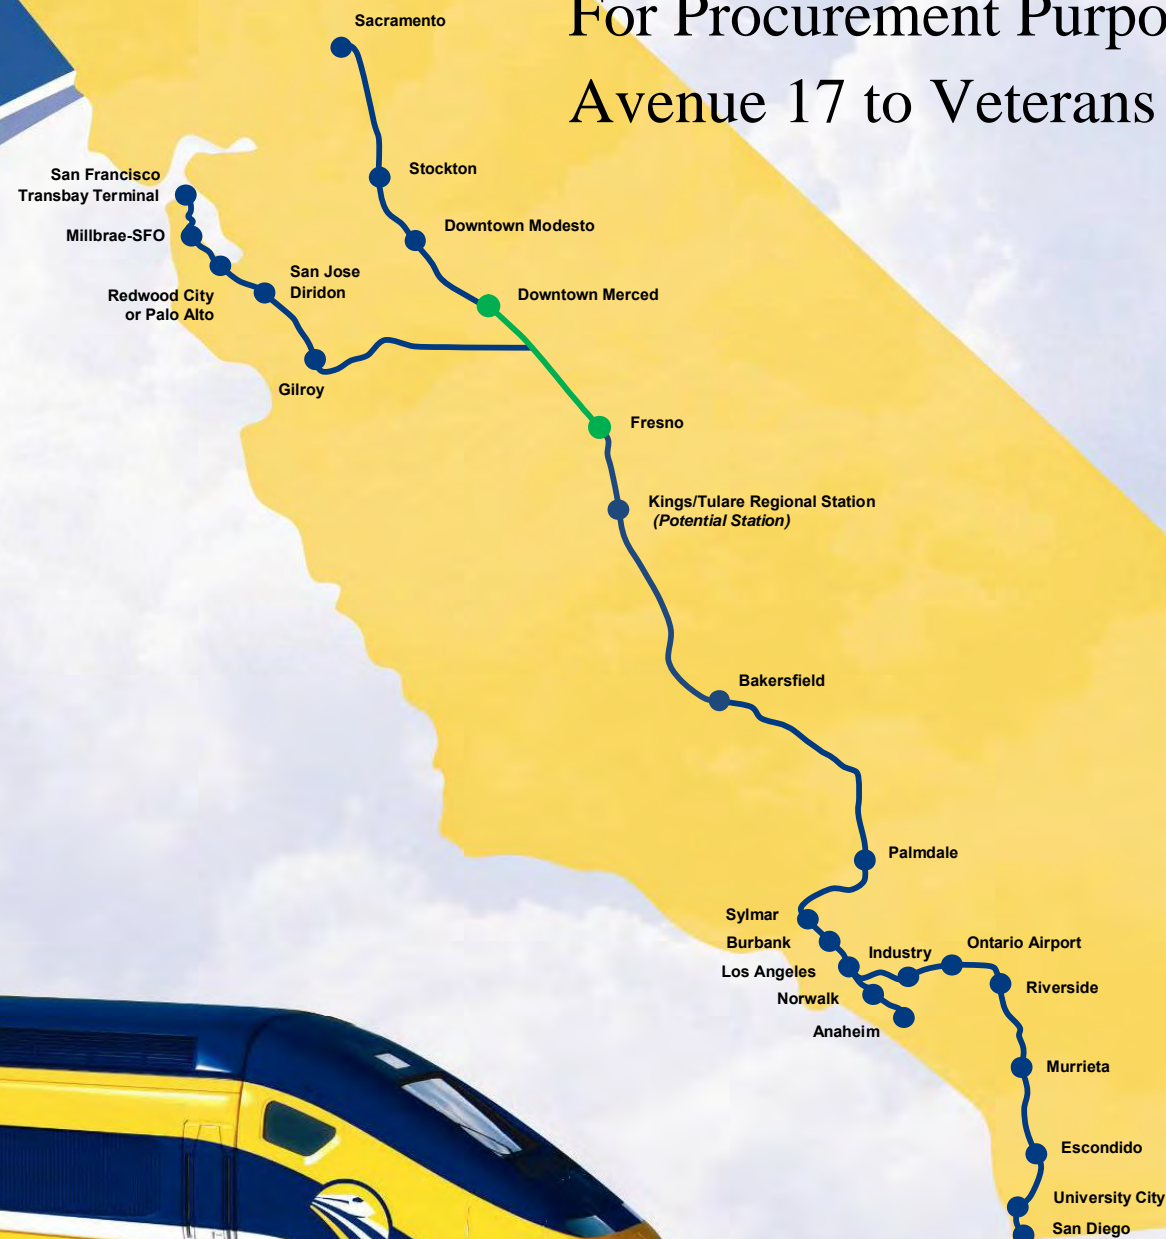 For Procurement Purpo
Avenue 17 to Veterans
Sacramento
Stockton
San Francisco
Transbay Terminal
Downtown Modesto
Millbrae-SFO
San Jose
Diridon
Redwood City
or Palo Alto
Downtown Merced
Gilroy
Fresno
Kings/Tulare Regional Station
(Potential Station)
Bakersfield
Palmdale
Sylmar
Burbank
Los Angeles
Industry
Ontario Airport
Norwalk
Riverside
Anaheim
Murrieta
Escondido
University City
San Diego